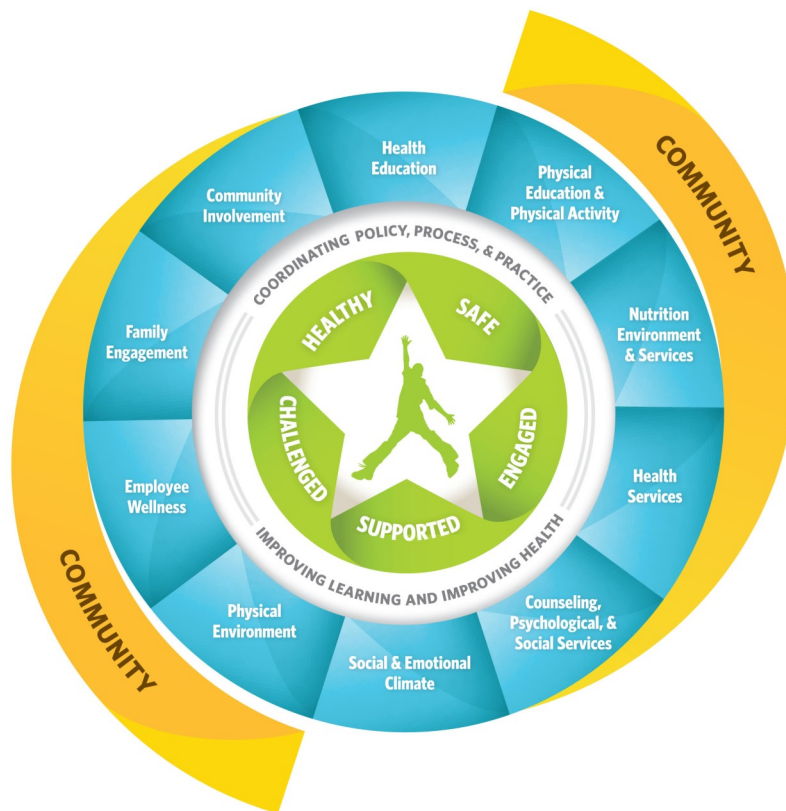 COMMUNITY
Health
Education
Physical
Education &
Physical Activity
Nutrition
Environment
& Services
Health
Services
Counseling,
Psychological, &
Social Services
Social & Emotional
Climate
Physical
Environment
Employee
Wellness
Family
Engagement
Community
Involvement
COORDINATING POLICY, PROCESS, & PRACTICE
IMPROVING LEARNING AND IMPROVING HEALTH
HEALTHY
SAFE
ENGAGED
SUPPORTED
CHALLENGED
COMMUNITY